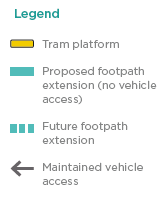 Legend
Tram platform
Proposed footpath
extension (no vehicle
access)
Future footpath
extension
Maintained vehicle
access